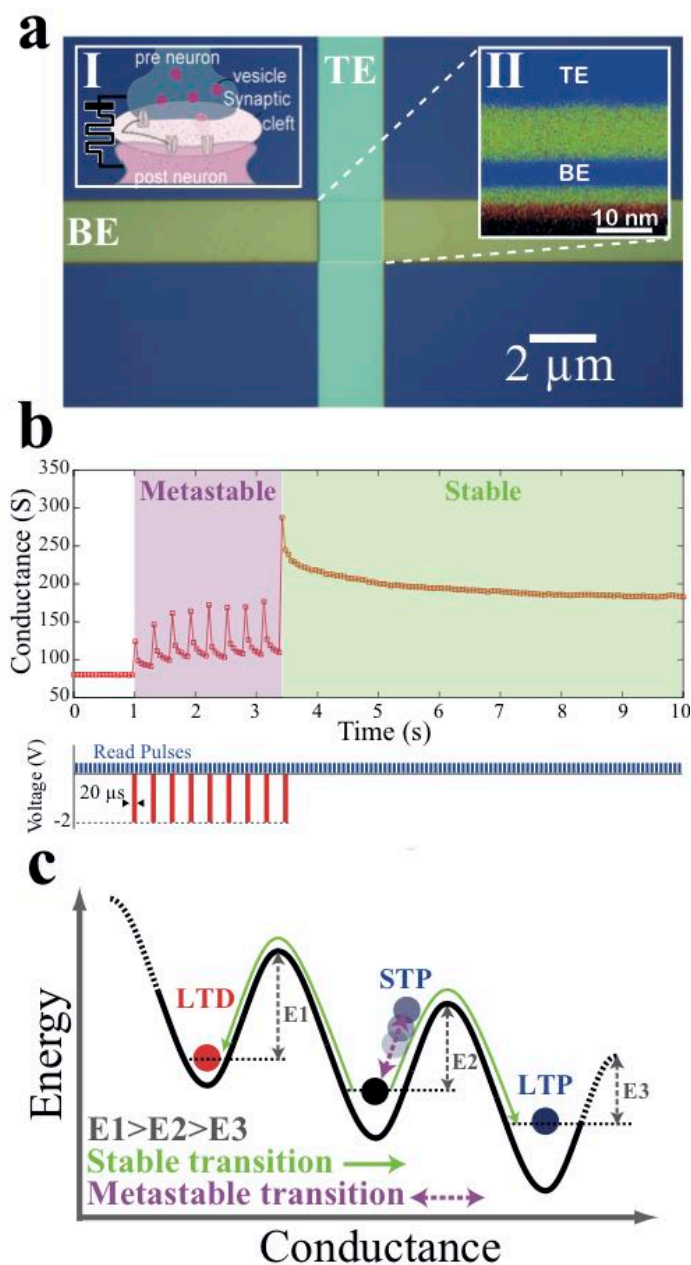 a
I
pre neuron
vesicle
Synaptic
cleft
post neuron
TE
II
TE
BE
10 nm
BE
2 µm
b
350
300
250
200
150
100
50
Conductance (S)
Metastable
Stable
0 1 2 3 4 5 6 7 8 9 10
Time (s)
Read Pulses
20 µs
-2
Voltage (V)
c
Energy
LTD
E1
STP
E2
LTP
E3
E1>E2>E3
Stable transition
Metastable transition
Conductance